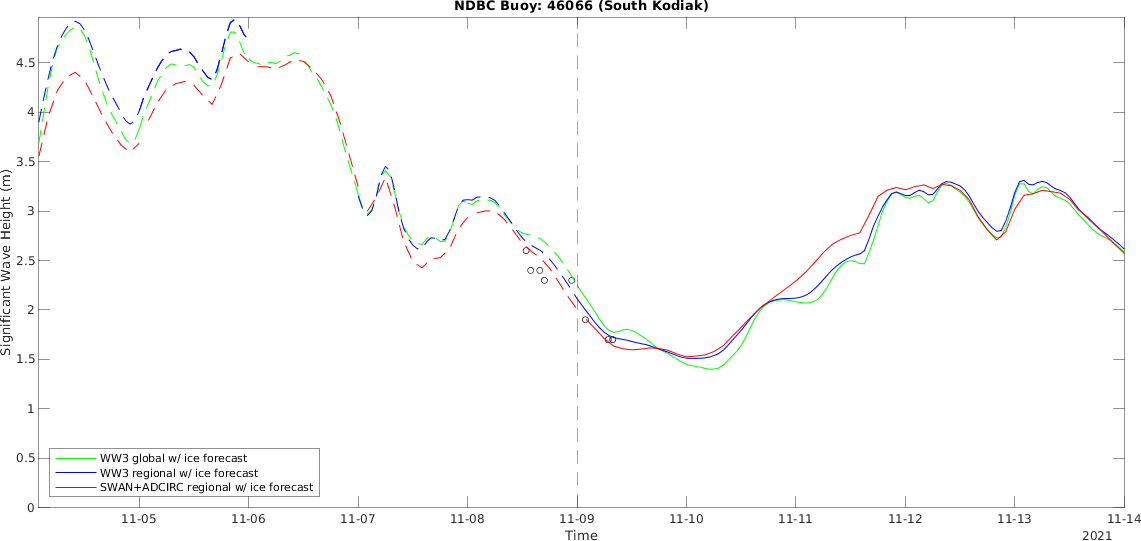 NDBC Buoy: 46066 (South Kodiak)
Significant Wave Height (m)
4.5
4
3.5
3
2.5
2
1.5
1
0.5
0
WW3 global w/ ice forecast
WW3 regional w/ ice forecast
SWAN+ADCIRC regional w/ ice forecast
11-05 11-06 11-07 11-08 11-09 11-10 11-11 11-12 11-13 11-14
Time
2021